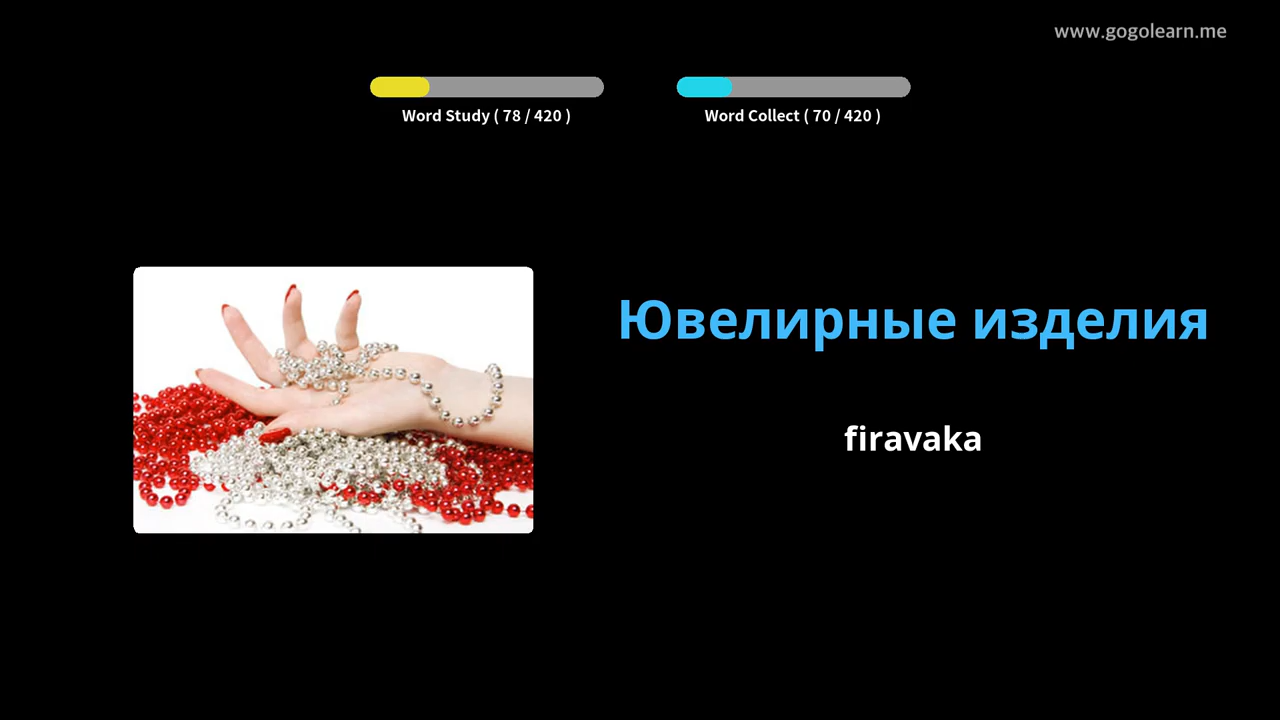 www.gogolearn.me
Word Study ( 78 / 420 )
Word Collect ( 70 / 420 )
Ювелирные изделия
firavaka